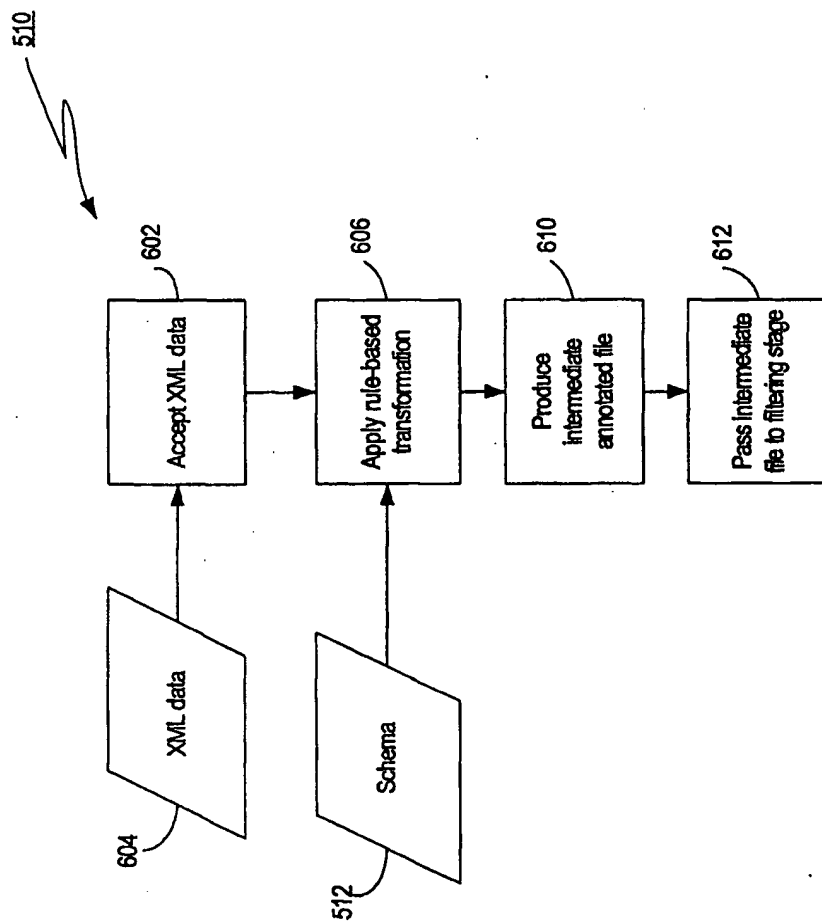 510
602
Accept XML data
XML data
604
606
Apply rule-based
transformation
Schema
512
610
Produce
intermediate
annotated file
612
Pass Intermediate
file to filtering stage